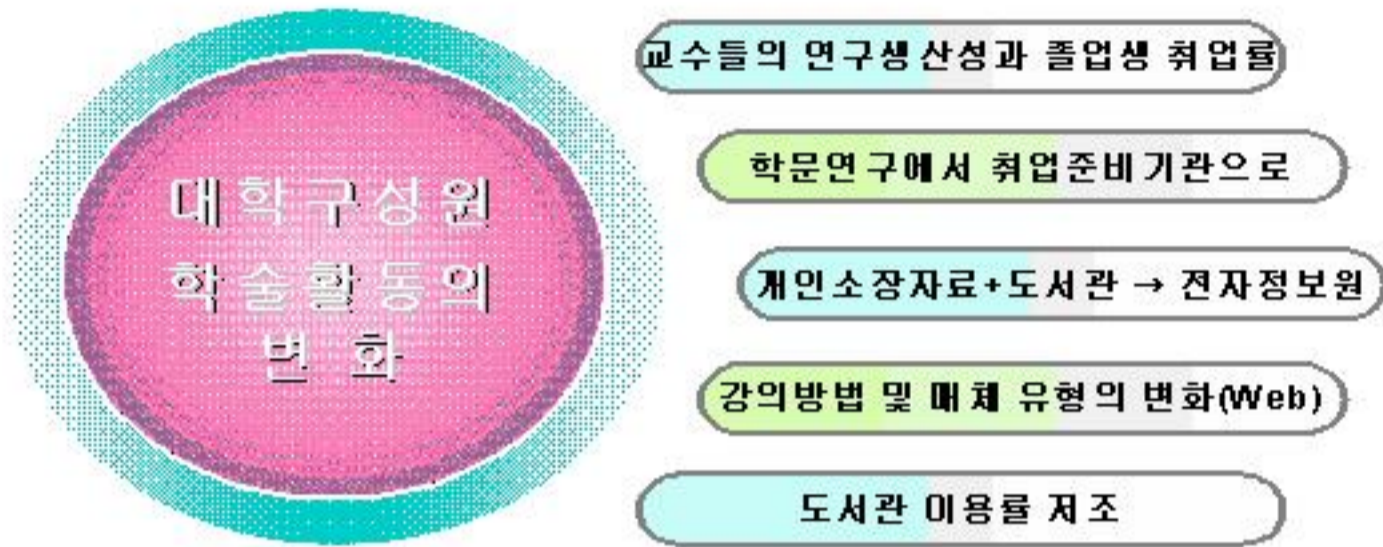 대학구성원
학술활동의
변 화
교수들의 연구생산성과 졸업생 취업률
학문연구에서 취업준비기관으로
개인소장자료+도서관 → 전자정보원
강의방법 및 매체 유형의 변화(Web)
도서관 이용률 저조